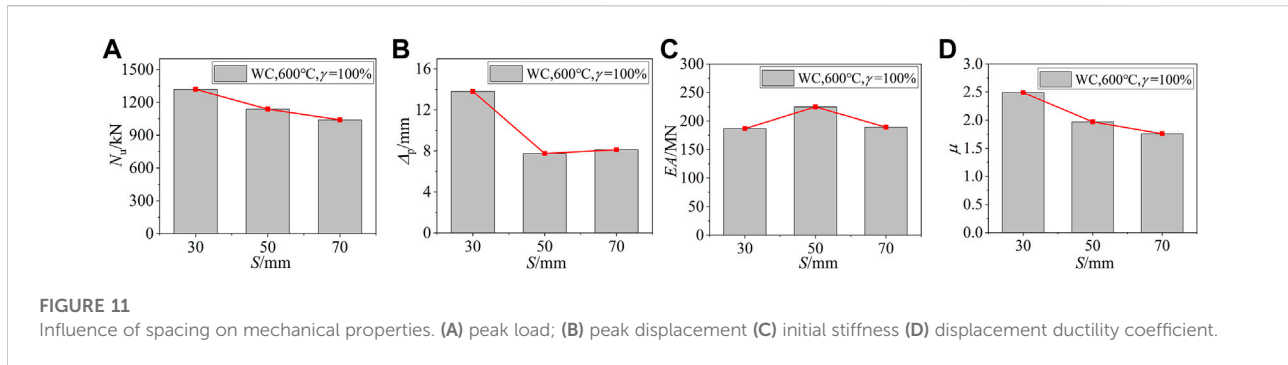 A
WC,600℃,γ=100%
1500
1200
900
600
300
0
Nu/kN
30 50 70
S/mm
B
WC,600℃,γ=100%
16
12
8
4
0
Δp/mm
30 50 70
S/mm
C
WC,600℃,γ=100%
300
250
200
150
100
50
0
EA/MN
30 50 70
S/mm
D
WC,600℃,γ=100%
3.0
2.5
2.0
1.5
1.0
0.5
0.0
μ
30 50 70
S/mm
FIGURE 11
Influence of spacing on mechanical properties. (A) peak load; (B) peak displacement (C) initial stiffness (D) displacement ductility coefficient.